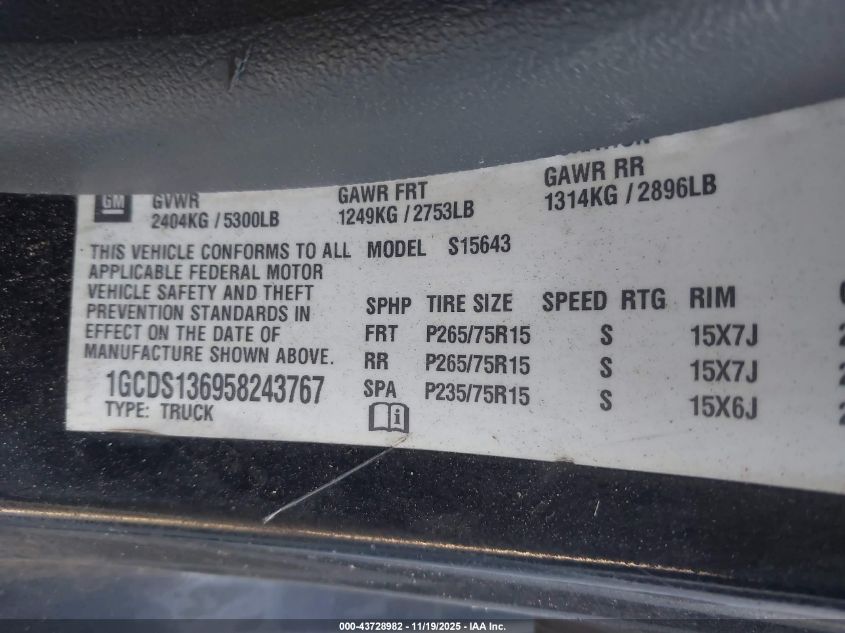 GM
GVWR GAWR FRT GAWR RR
2404KG / 5300LB 1249KG / 2753LB 1314KG / 2896LB
THIS VEHICLE CONFORMS TO ALL MODEL S15643
APPLICABLE FEDERAL MOTOR
VEHICLE SAFETY AND THEFT
PREVENTION STANDARDS IN
EFFECT ON THE DATE OF
MANUFACTURE SHOWN ABOVE.
1GCDS136958243767
TYPE: TRUCK
SPHP TIRE SIZE SPEED RTG RIM
FRT P265/75R15 S 15X7J
RR P265/75R15 S 15X7J
SPA P235/75R15 S 15X6J
i
000-43728982 - 11/19/2025 - IAA Inc.